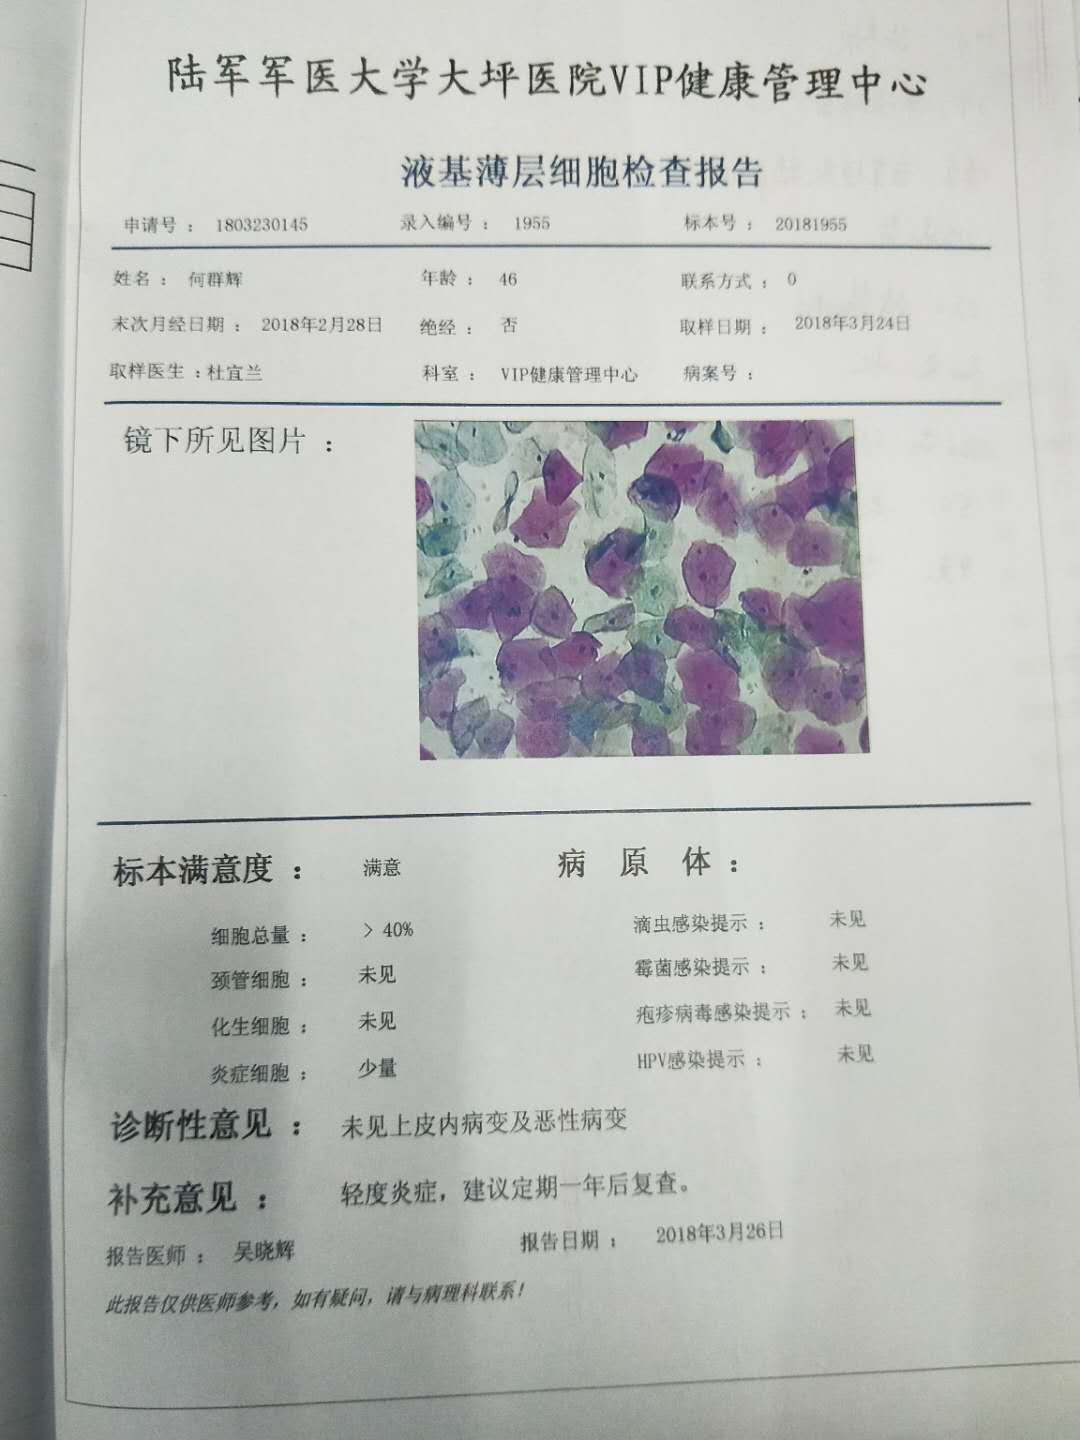 陆军军医大学大坪医院VIP健康管理中心
液基薄层细胞检查报告
申请号： 1803230145 录入编号： 1955 标本号： 20181955
姓名： 何群辉 年龄： 46 联系方式： 0
末次月经日期： 2018年2月28日 绝经： 否 取样日期： 2018年3月24日
取样医生：杜宜兰 科室： VIP健康管理中心 病案号：
镜下所见图片：
标本满意度： 满意 病原体：
细胞总量： >40% 滴虫感染提示： 未见
颈管细胞： 未见 霉菌感染提示： 未见
化生细胞： 未见 疱疹病毒感染提示： 未见
炎症细胞： 少量 HPV感染提示： 未见
诊断性意见： 未见上皮内病变及恶性病变
补充意见： 轻度炎症，建议定期一年后复查。
报告医师： 吴晓辉 报告日期： 2018年3月26日
此报告仅供医师参考，如有疑问，请与病理科联系！